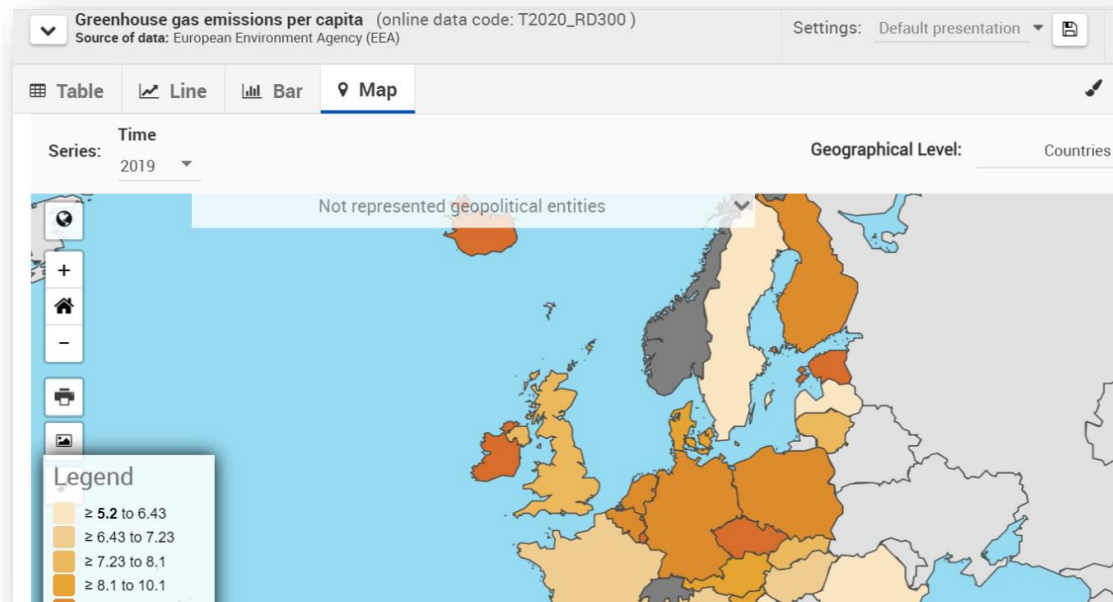 Greenhouse gas emissions per capita (online data code: T2020_RD300 )
Source of data: European Environment Agency (EEA)
Settings: Default presentation
Table Line Bar Map
Series: Time
2019
Geographical Level: Countries
Not represented geopolitical entities
+
−
Legend
≥ 5.2 to 6.43
≥ 6.43 to 7.23
≥ 7.23 to 8.1
≥ 8.1 to 10.1